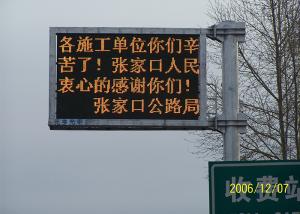 各施工单位你们辛
苦了！张家口人民
衷心的感谢你们！
张家口公路局
收费站
2006/12/07